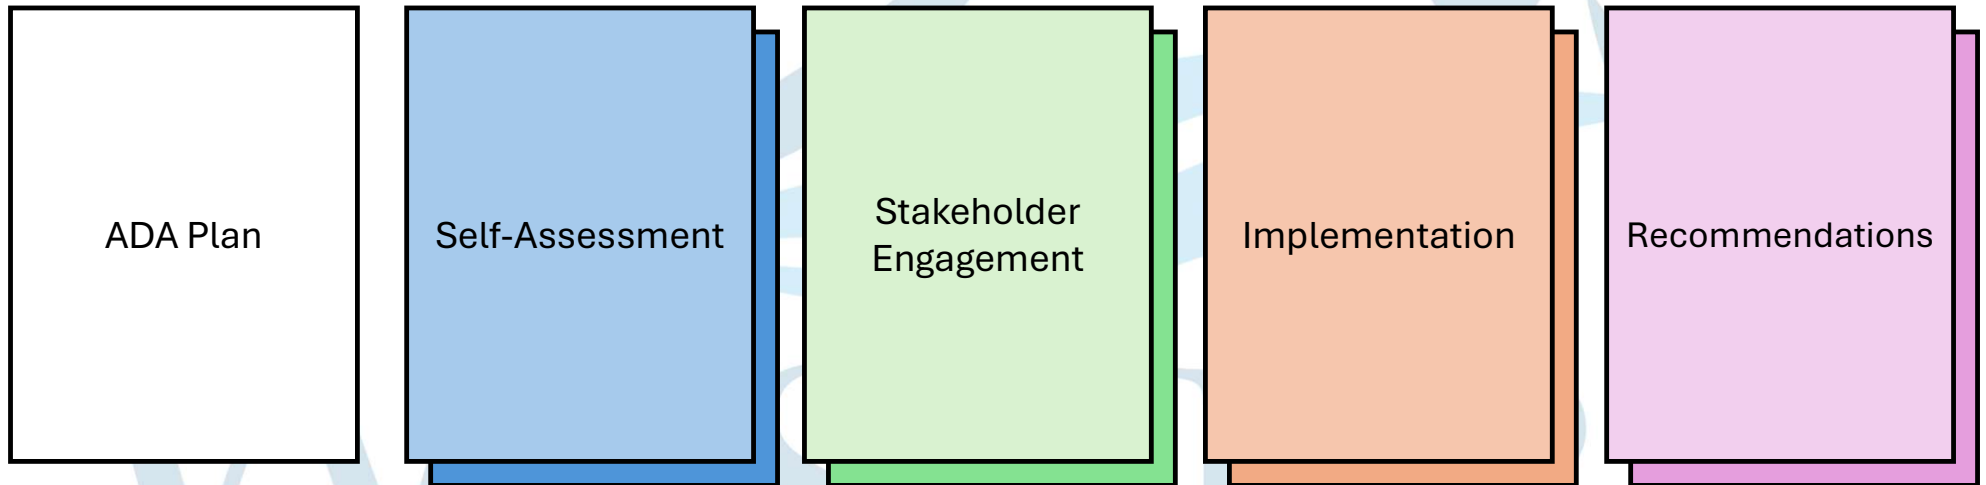 ADA Plan
Self-Assessment
Stakeholder
Engagement
Implementation
Recommendations